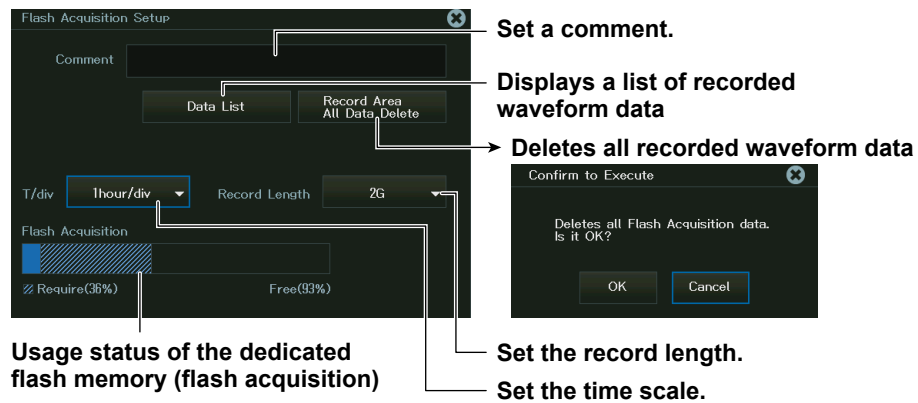 Flash Acquisition Setup
Set a comment.
Comment
Displays a list of recorded
waveform data
Data List
Record Area
All Data Delete
Deletes all recorded waveform data
Confirm to Execute
T/div
1hour/div
Record Length
2G
Deletes all Flash Acquisition data.
Is it OK?
Flash Acquisition
OK
Cancel
Require(36%)
Free(93%)
Usage status of the dedicated
flash memory (flash acquisition)
Set the record length.
Set the time scale.